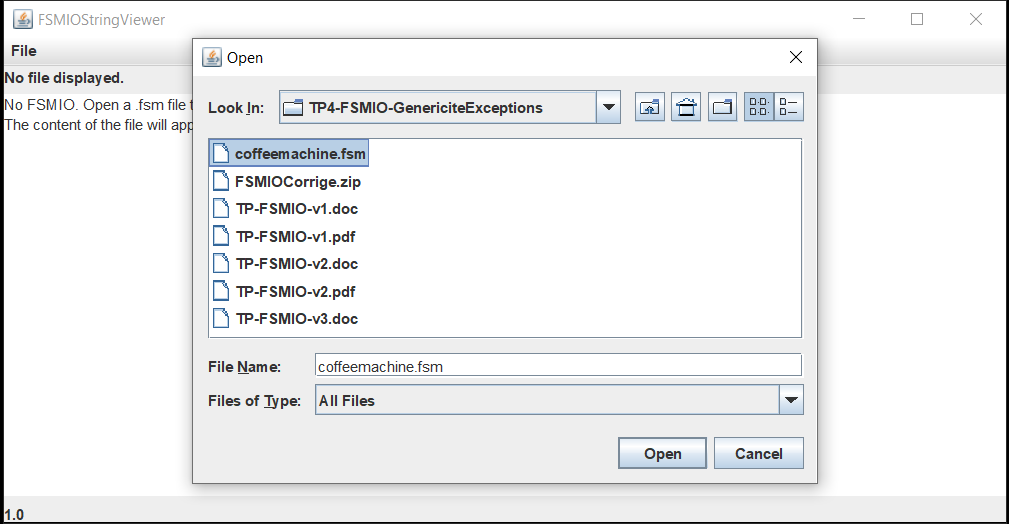 FSMIOStringViewer
File
Open
No file displayed.
No FSMIO. Open a .fsm file
The content of the file will
Look In:
TP4-FSMIO-GenericiteExceptions
coffeemachine.fsm
FSMIOCorrige.zip
TP-FSMIO-v1.doc
TP-FSMIO-v1.pdf
TP-FSMIO-v2.doc
TP-FSMIO-v2.pdf
TP-FSMIO-v3.doc
File Name:
coffeemachine.fsm
Files of Type:
All Files
Open
Cancel
1.0